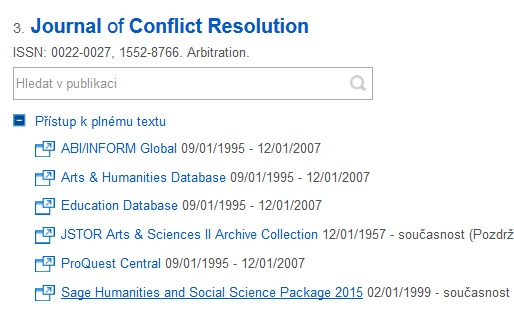 3. Journal of Conflict Resolution
ISSN: 0022-0027, 1552-8766. Arbitration.
Hledat v publikaci
Přístup k plnému textu
ABI/INFORM Global 09/01/1995 - 12/01/2007
Arts & Humanities Database 09/01/1995 - 12/01/2007
Education Database 09/01/1995 - 12/01/2007
JSTOR Arts & Sciences II Archive Collection 12/01/1957 - současnost (Pozdrž
ProQuest Central 09/01/1995 - 12/01/2007
Sage Humanities and Social Science Package 2015 02/01/1999 - současnost